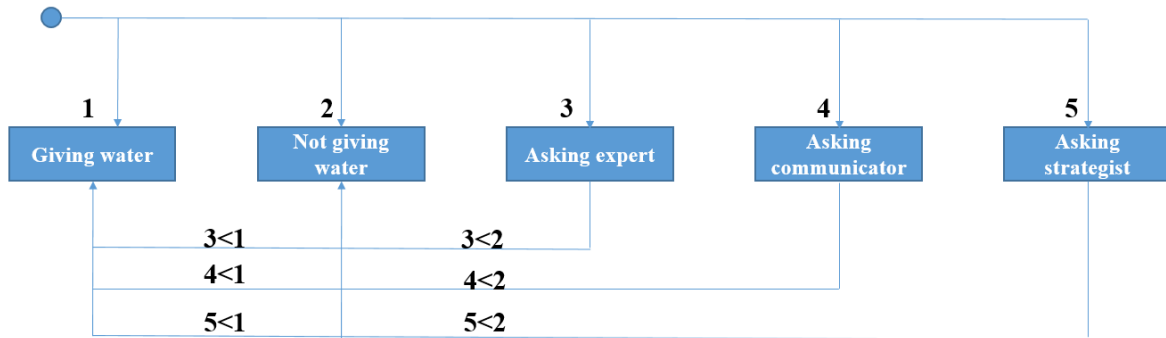 1
2
3
4
5
Giving water
Not giving
water
Asking expert
Asking
communicator
Asking
strategist
3<1
3<2
4<1
4<2
5<1
5<2